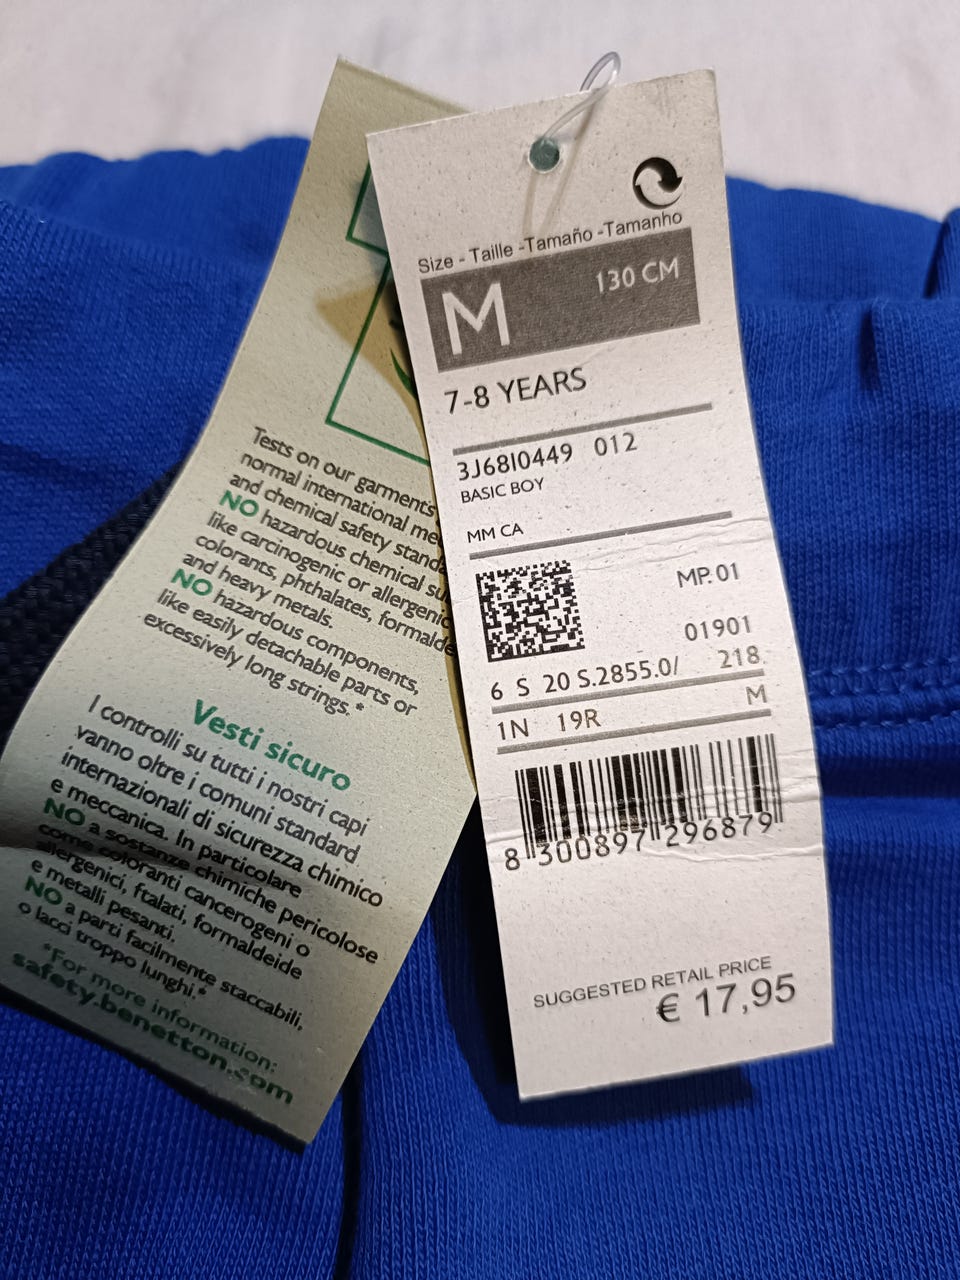 Size - Taille -Tamaño -Tamanho
M 130 CM
7-8 YEARS
3J68I0449 012
BASIC BOY
MM CA
MP.01
01901
6 S 20 S.2855.0/ 218
1N 19R M
8 300897 296879
SUGGESTED RETAIL PRICE
€ 17,95
Tests on our garments
normal international
and chemical safety
NO hazardous chemical
like carcinogenic or allergenic
colorants, phthalates,
and heavy metals.
NO hazardous components,
like easily detachable parts or
excessively long strings.*
Vesti sicuro
I controlli su tutti i nostri capi
vanno oltre i comuni standard
internazionali di sicurezza chimico
e meccanica. In particolare
NO a sostanze chimiche pericolose
come coloranti cancerogeni o
allergenici, ftalati, formaldeide
e metalli pesanti.
NO a parti facilmente staccabili,
o lacci troppo lunghi.*
*For more information:
safety.benetton.com